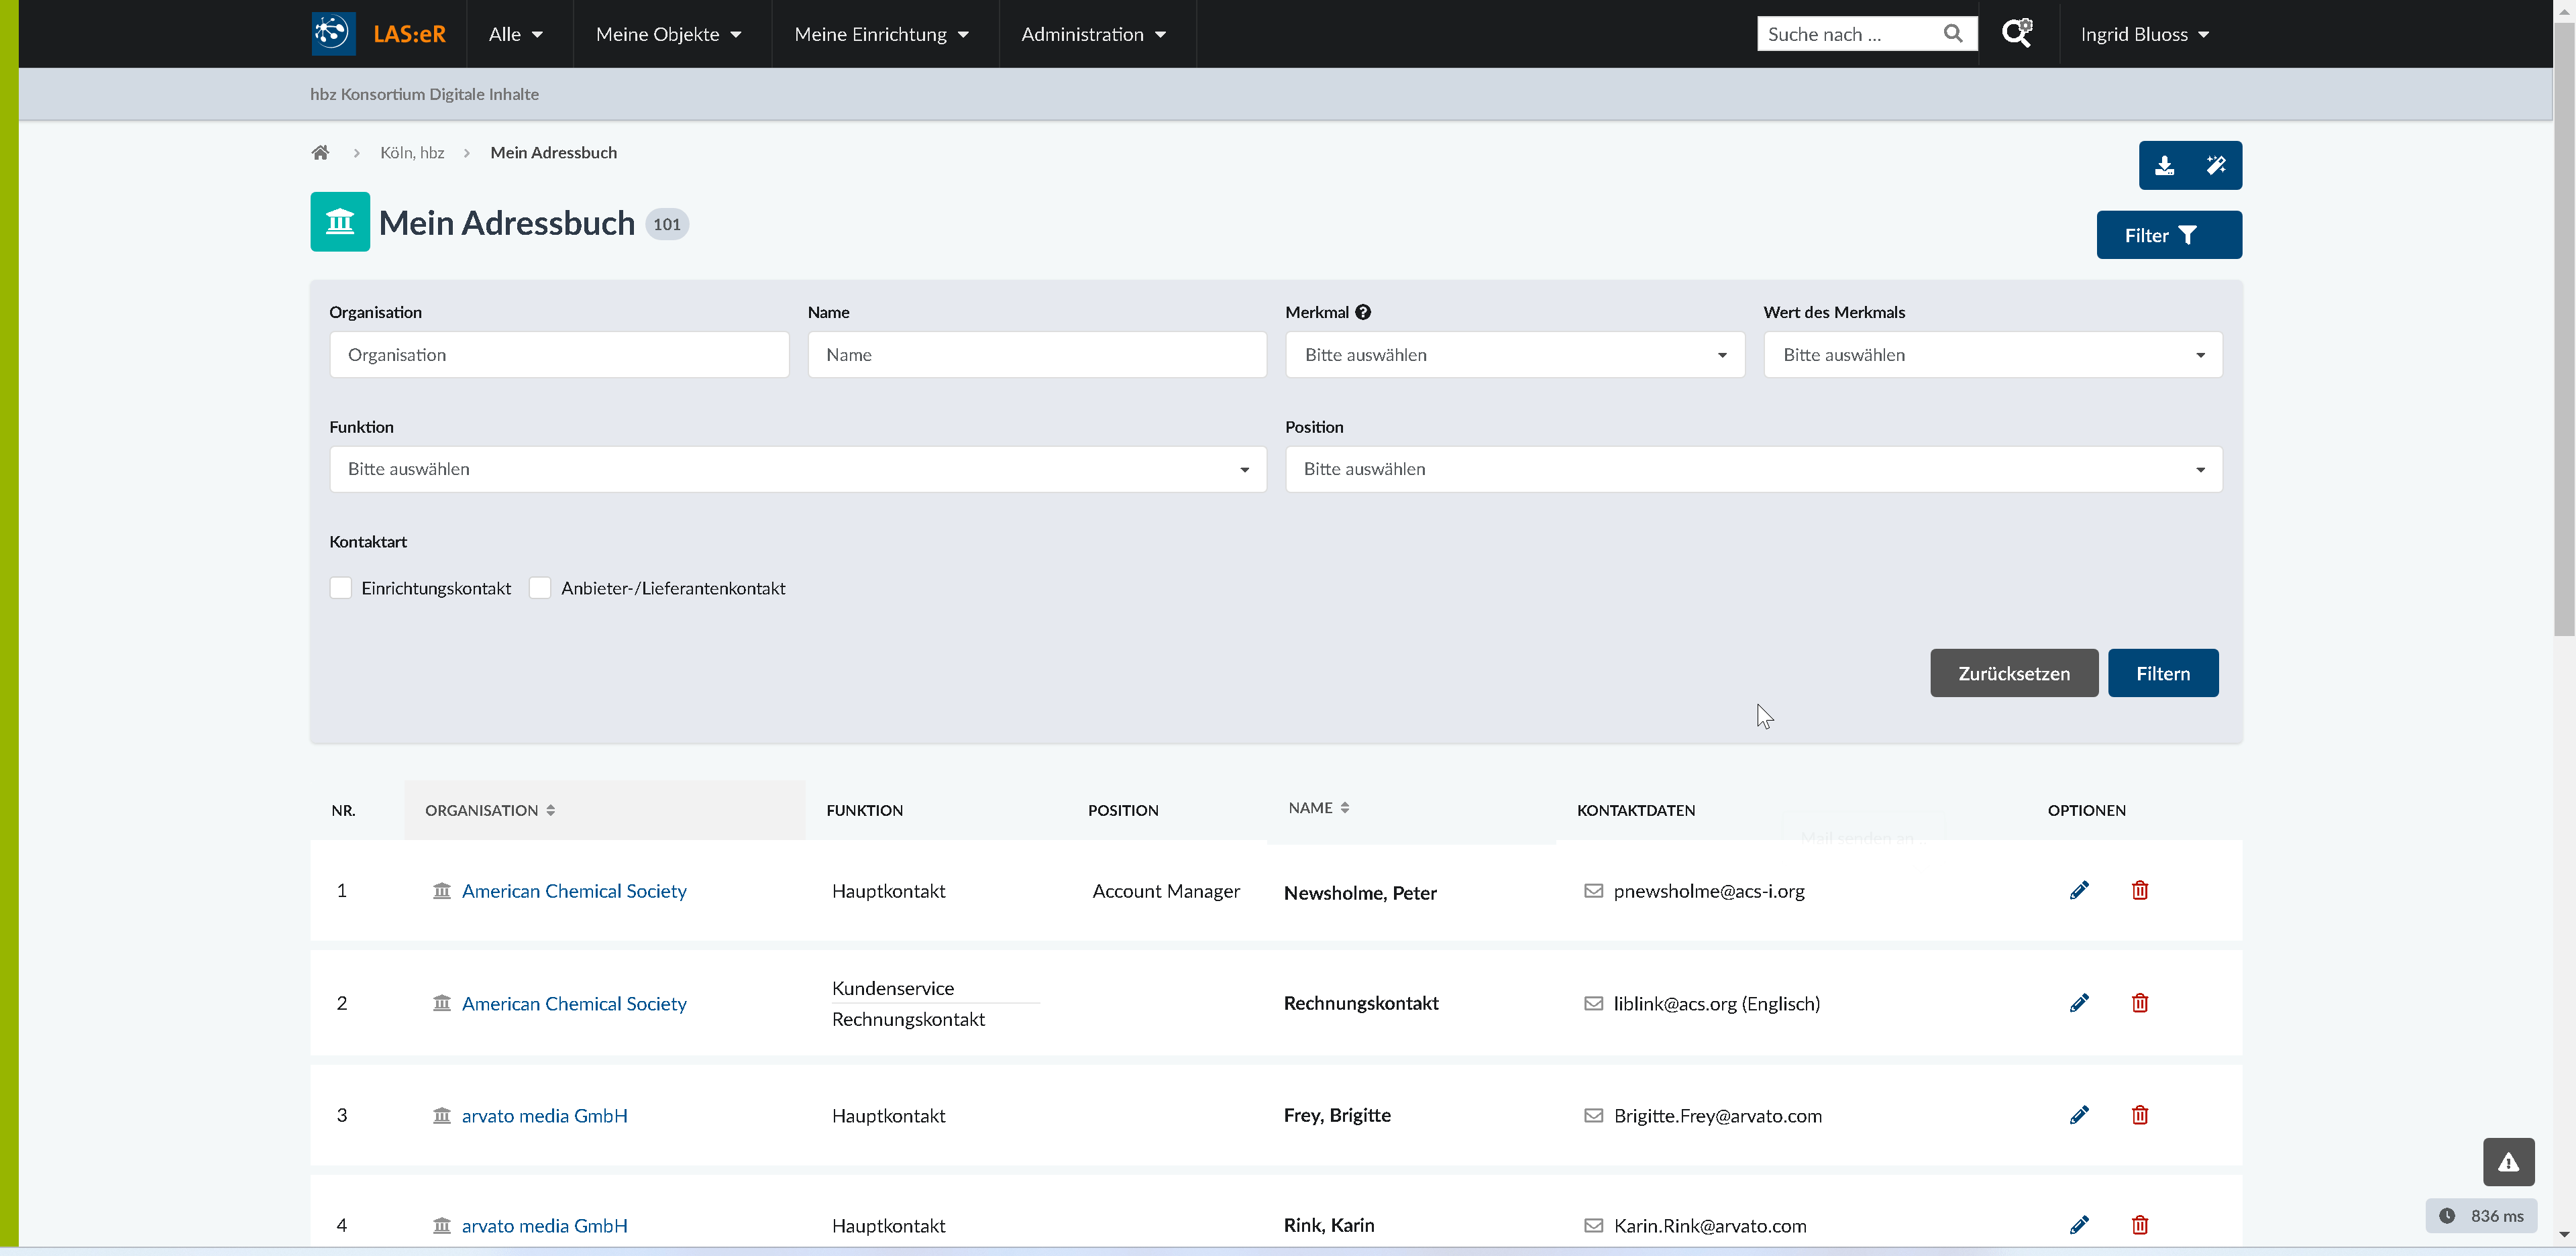 LAS:eR Alle Meine Objekte Meine Einrichtung Administration Suche nach ... Ingrid Bluoss
hbz Konsortium Digitale Inhalte
Köln, hbz Mein Adressbuch
Mein Adressbuch 101
Filter
Organisation Name Merkmal Wert des Merkmals
Organisation Name Bitte auswählen Bitte auswählen
Funktion Position
Bitte auswählen Bitte auswählen
Kontaktart
Einrichtungskontakt Anbieter-/Lieferantenkontakt
Zurücksetzen Filtern
NR. ORGANISATION FUNKTION POSITION NAME KONTAKTDATEN OPTIONEN
Mail senden an ..
1 American Chemical Society Hauptkontakt Account Manager Newsholme, Peter pnewsholme@acs-i.org
2 American Chemical Society Kundenservice Rechnungskontakt liblink@acs.org (Englisch)
Rechnungskontakt
3 arvato media GmbH Hauptkontakt Frey, Brigitte Brigitte.Frey@arvato.com
4 arvato media GmbH Hauptkontakt Rink, Karin Karin.Rink@arvato.com
836 ms